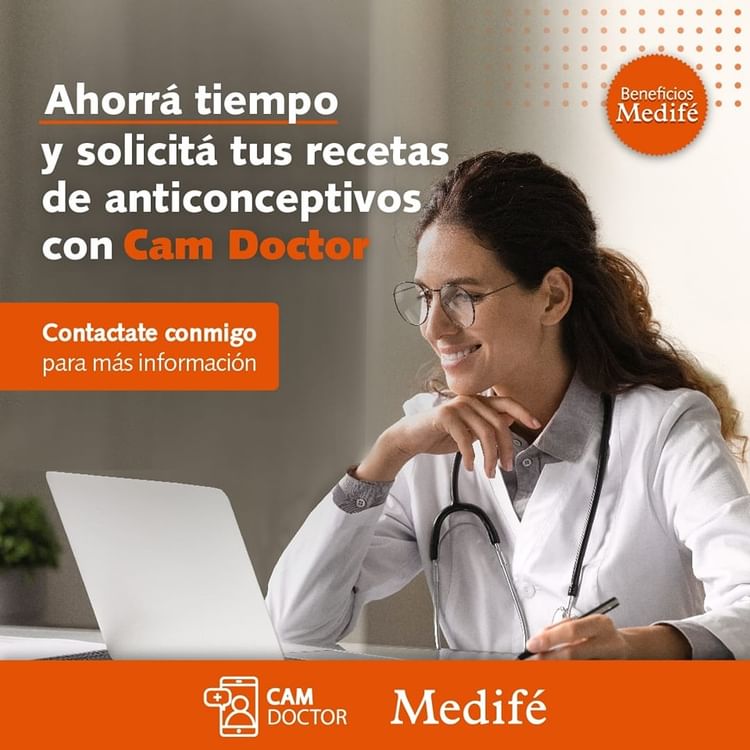 Ahorrá tiempo
y solicitá tus recetas
de anticonceptivos
con Cam Doctor
Beneficios
Medifé
Contactate conmigo
para más información
CAM
DOCTOR
Medifé